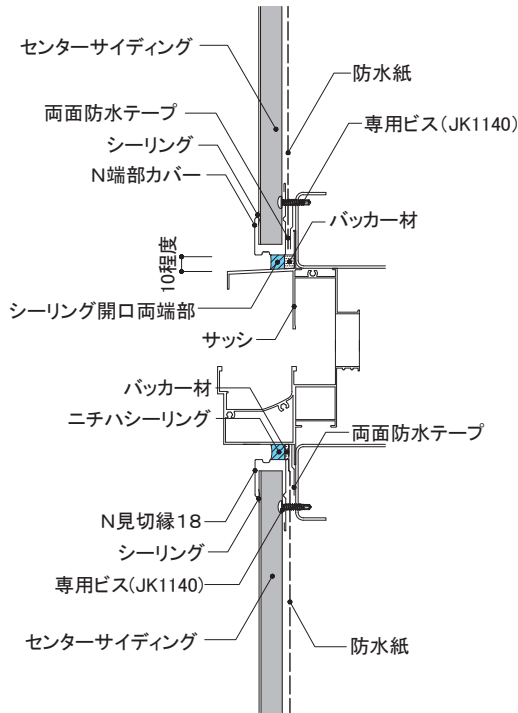 センターサイディング
防水紙
両面防水テープ
専用ビス(JK1140)
シーリング
N端部カバー
バッカー材
10程度
シーリング開口両端部
サッシ
バッカー材
ニチハシーリング
両面防水テープ
N見切縁18
シーリング
専用ビス(JK1140)
センターサイディング
防水紙